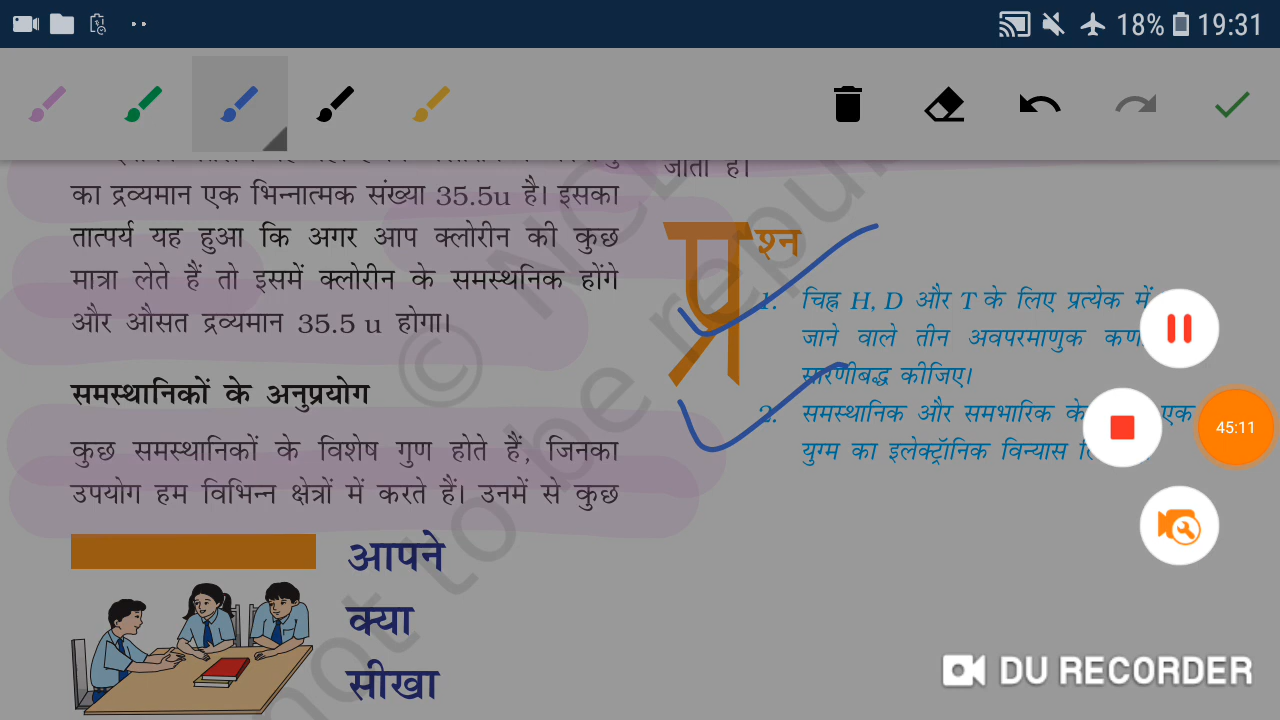 18% 19:31
का द्रव्यमान एक भिन्नात्मक संख्या 35.5u है। इसका
तात्पर्य यह हुआ कि अगर आप क्लोरीन की कुछ
मात्रा लेते हैं तो इसमें क्लोरीन के समस्थनिक होंगे
और औसत द्रव्यमान 35.5 u होगा।
समस्थानिकों के अनुप्रयोग
कुछ समस्थानिकों के विशेष गुण होते हैं, जिनका
उपयोग हम विभिन्न क्षेत्रों में करते हैं। उनमें से कुछ
आपने
क्या
सीखा
जाता है।
प्रश्न
1. चिह्न H, D और T के लिए प्रत्येक में
जाने वाले तीन अवपरमाणुक
सारणीबद्ध कीजिए।
2. समस्थानिक और समभारिक के एक
युग्म का इलेक्ट्रॉनिक विन्यास
45:11
DU RECORDER